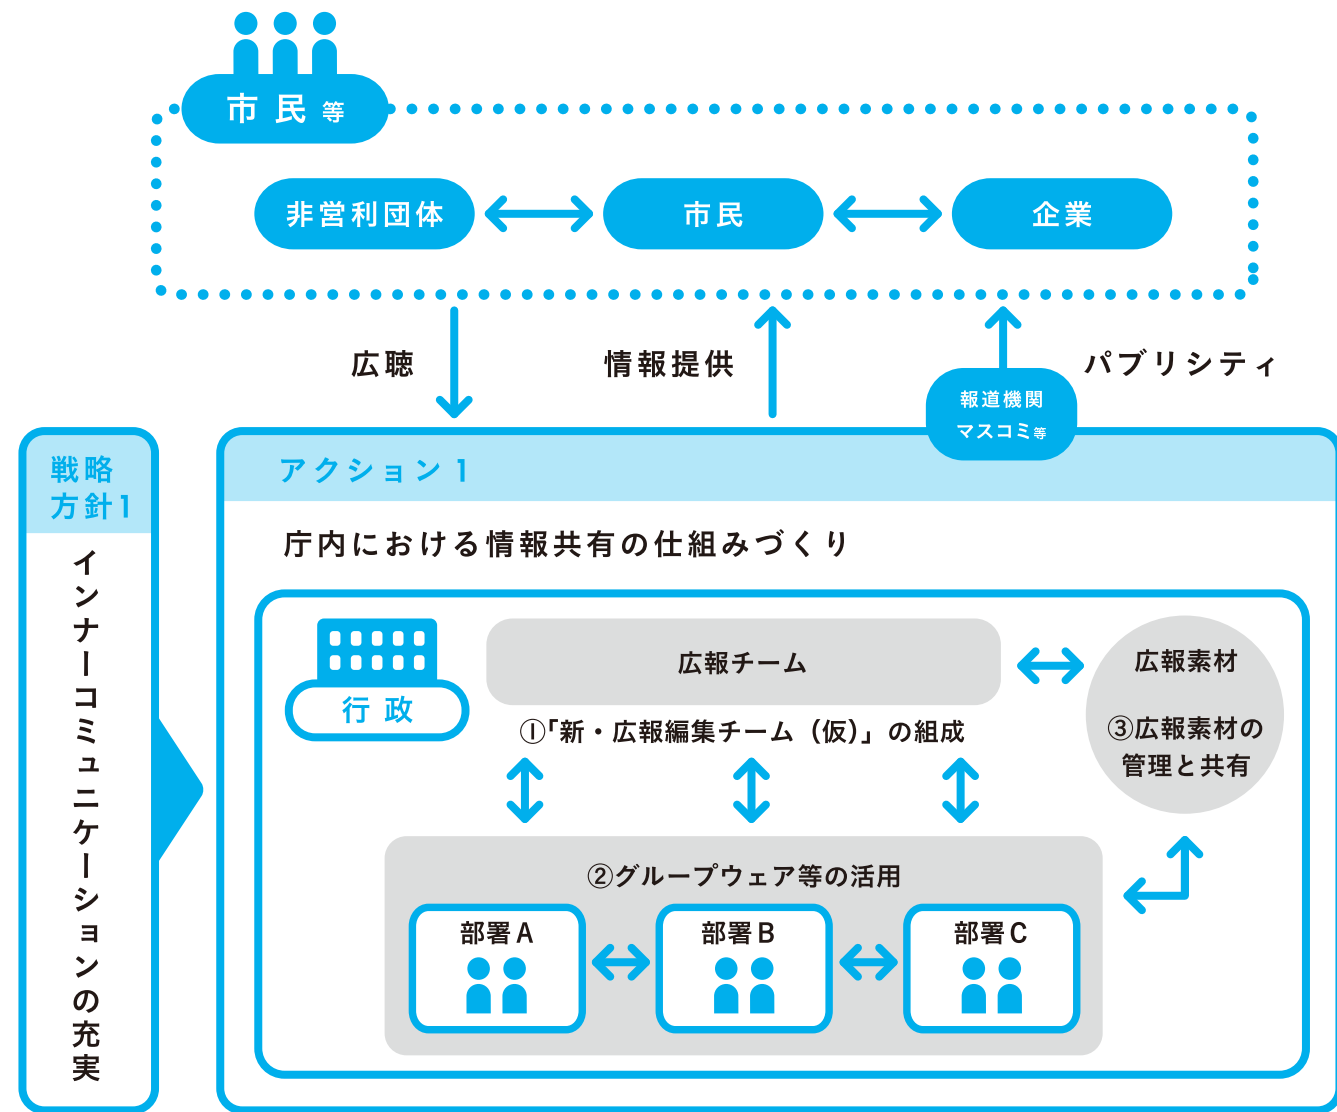 市民等
非営利団体
市民
企業
広聴
情報提供
パブリシティ
報道機関
マスコミ等
戦略
方針1
インナーコミュニケーションの充実
アクション1
庁内における情報共有の仕組みづくり
行政
広報チーム
①「新・広報編集チーム（仮）」の組成
広報素材
③広報素材の
管理と共有
②グループウェア等の活用
部署A
部署B
部署C